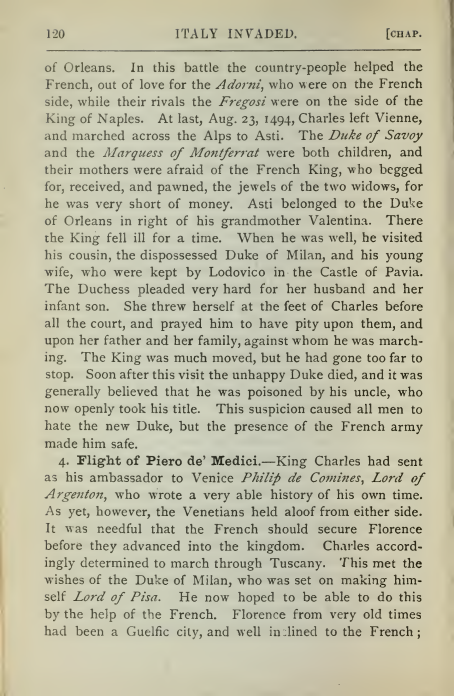 120 ITALY INVADED. [CHAP.
of Orleans. In this battle the country-people helped the
French, out of love for the Adorni, who were on the French
side, while their rivals the Fregosi were on the side of the
King of Naples. At last, Aug. 23, 1494, Charles left Vienne,
and marched across the Alps to Asti. The Duke of Savoy
and the Marquess of Montferrat were both children, and
their mothers were afraid of the French King, who begged
for, received, and pawned, the jewels of the two widows, for
he was very short of money. Asti belonged to the Duke
of Orleans in right of his grandmother Valentina. There
the King fell ill for a time. When he was well, he visited
his cousin, the dispossessed Duke of Milan, and his young
wife, who were kept by Lodovico in the Castle of Pavia.
The Duchess pleaded very hard for her husband and her
infant son. She threw herself at the feet of Charles before
all the court, and prayed him to have pity upon them, and
upon her father and her family, against whom he was march-
ing. The King was much moved, but he had gone too far to
stop. Soon after this visit the unhappy Duke died, and it was
generally believed that he was poisoned by his uncle, who
now openly took his title. This suspicion caused all men to
hate the new Duke, but the presence of the French army
made him safe.
4. Flight of Piero de' Medici.—King Charles had sent
as his ambassador to Venice Philip de Comines, Lord of
Argenton, who wrote a very able history of his own time.
As yet, however, the Venetians held aloof from either side.
It was needful that the French should secure Florence
before they advanced into the kingdom. Charles accord-
ingly determined to march through Tuscany. This met the
wishes of the Duke of Milan, who was set on making him-
self Lord of Pisa. He now hoped to be able to do this
by the help of the French. Florence from very old times
had been a Guelfic city, and well inclined to the French;